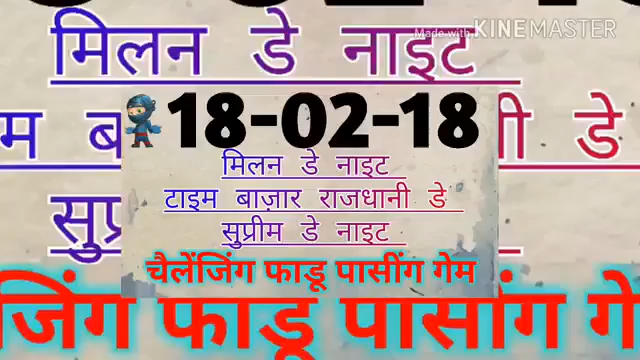 Made with KINEMASTER
मिलन डे नाइट
18-02-18
मिलन डे नाइट
टाइम बाज़ार राजधानी डे
सुप्रीम डे नाइट
चैलेंजिंग फाडू पासींग गेम
जिंग फाडू पासींग गे